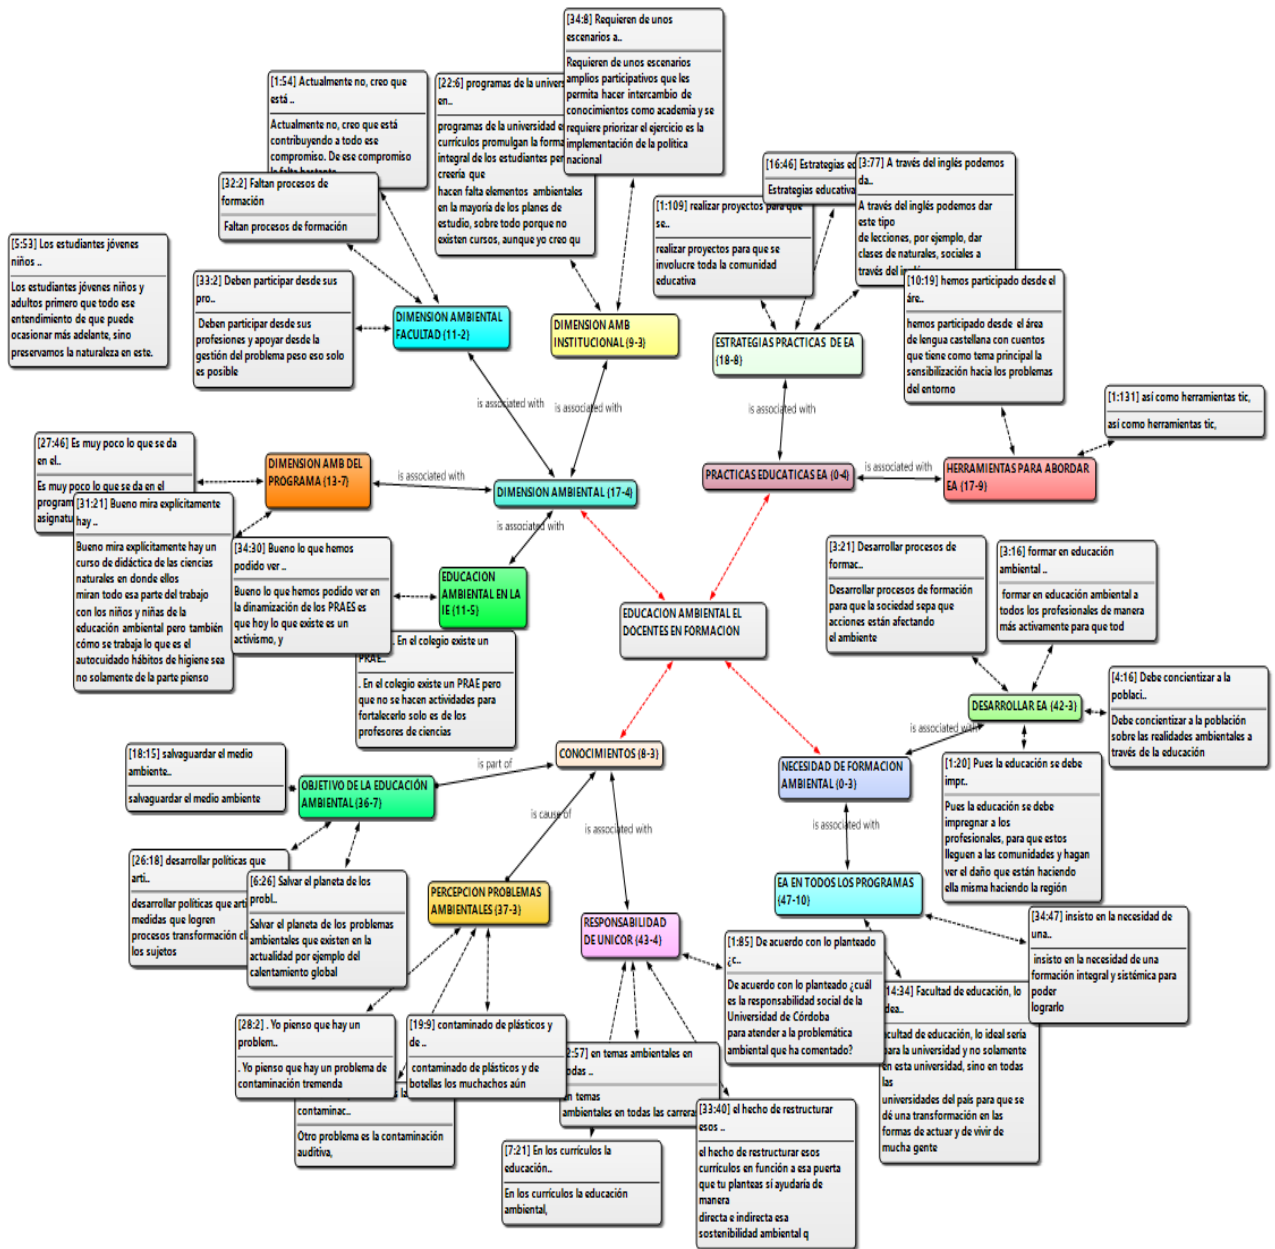 [34:8] Requieren de unos
escenarios a..
Requieren de unos escenarios
amplios participativos que les
permita hacer intercambio de
conocimientos como academia y se
requiere priorizar el ejercicio es la
implementación de la política
nacional
[1:54] Actualmente no, creo que
está ..
Actualmente no, creo que está
contribuyendo a todo ese
compromiso. De ese compromiso
la falta bastante
[22:6] programas de la univers
en..
programas de la universidad e
currículos promulgan la forma
integral de los estudiantes per
creería que
hacen falta elementos ambientales
en la mayoría de los planes de
estudio, sobre todo porque no
existen cursos, aunque yo creo qu
[32:2] Faltan procesos de
formación
Faltan procesos de formación
[5:53] Los estudiantes jóvenes
niños ..
Los estudiantes jóvenes niños y
adultos primero que todo ese
entendimiento de que puede
ocasionar más adelante, sino
preservamos la naturaleza en este.
[33:2] Deben participar desde sus
pro..
Deben participar desde sus
profesiones y apoyar desde la
gestión del problema peso eso solo
es posible
[16:46] Estrategias ed
Estrategias educativa
[3:77] A través del inglés podemos
da..
A través del inglés podemos dar
este tipo
de lecciones, por ejemplo, dar
clases de naturales, sociales a
través del
[1:109] realizar proyectos para que
se..
realizar proyectos para que se
involucre toda la comunidad
educativa
[10:19] hemos participado desde el
áre..
hemos participado desde el área
de lengua castellana con cuentos
que tiene como tema principal la
sensibilización hacia los problemas
del entorno
[1:131] así como herramientas tic,
así como herramientas tic,
DIMENSION AMBIENTAL
FACULTAD (11-2)
DIMENSION AMB
INSTITUCIONAL (9-3)
ESTRATEGIAS PRACTICAS DE EA
(18-8)
is associated with
is associated with
is associated with
[27:46] Es muy poco lo que se da
en el..
Es muy poco lo que se da en el
program
asignatu
DIMENSION AMB DEL
PROGRAMA (13-7)
is associated with
DIMENSION AMBIENTAL (17-4)
PRACTICAS EDUCATICAS EA (0-4)
is associated with
HERRAMIENTAS PARA ABORDAR
EA (17-9)
[31:21] Bueno mira explícitamente
hay ..
Bueno mira explícitamente hay un
curso de didáctica de las ciencias
naturales en donde ellos
miran todo esa parte del trabajo
con los niños y niñas de la
educación ambiental pero también
cómo se trabaja lo que es el
autocuidado hábitos de higiene sea
no solamente de la parte pienso
is associated with
[34:30] Bueno lo que hemos
podido ver ..
Bueno lo que hemos podido ver en
la dinamización de los PRAES es
que hoy lo que existe es un
activismo, y
EDUCACION
AMBIENTAL EN LA
IE (11-5)
. En el colegio existe un
PRAE..
. En el colegio existe un PRAE pero
que no se hacen actividades para
fortalecerlo solo es de los
profesores de ciencias
EDUCACION AMBIENTAL EL
DOCENTES EN FORMACION
[3:21] Desarrollar procesos de
formac..
Desarrollar procesos de formación
para que la sociedad sepa que
acciones están afectando
el ambiente
[3:16] formar en educación
ambiental ..
formar en educación ambiental a
todos los profesionales de manera
más activamente para que tod
[4:16] Debe concientizar a la
poblaci..
Debe concientizar a la población
sobre las realidades ambientales a
través de la educación
DESARROLLAR EA (42-3)
is associated with
[18:15] salvaguardar el medio
ambiente..
salvaguardar el medio ambiente
OBJETIVO DE LA EDUCACIÓN
AMBIENTAL (36-7)
is part of
CONOCIMIENTOS (8-3)
NECESIDAD DE FORMACION
AMBIENTAL (0-3)
[1:20] Pues la educación se debe
impr..
Pues la educación se debe
impregnar a los
profesionales, para que estos
lleguen a las comunidades y hagan
ver el daño que están haciendo
ella misma haciendo la región
is cause of
is associated with
is associated with
[26:18] desarrollar políticas que
arti..
desarrollar políticas que arti
medidas que logren
procesos transformación cl
los sujetos
[6:26] Salvar el planeta de los
probl..
Salvar el planeta de los problemas
ambientales que existen en la
actualidad por ejemplo del
calentamiento global
PERCEPCION PROBLEMAS
AMBIENTALES (37-3)
RESPONSABILIDAD
DE UNICOR (43-4)
EA EN TODOS LOS PROGRAMAS
(47-10)
[1:85] De acuerdo con lo planteado
¿c..
De acuerdo con lo planteado ¿cuál
es la responsabilidad social de la
Universidad de Córdoba
para atender a la problemática
ambiental que ha comentado?
[34:47] insisto en la necesidad de
una..
insisto en la necesidad de una
formación integral y sistémica para
poder
lograrlo
14:34] Facultad de educación, lo
idea..
acultad de educación, lo ideal sería
para la universidad y no solamente
en esta universidad, sino en todas
las
universidades del país para que se
dé una transformación en las
formas de actuar y de vivir de
mucha gente
[28:2] . Yo pienso que hay un
problem..
. Yo pienso que hay un problema de
contaminación tremenda
[19:9] contaminado de plásticos y
de ..
contaminado de plásticos y de
botellas los muchachos aún
s la
contaminac..
Otro problema es la contaminación
auditiva,
2:57] en temas ambientales en
todas ..
en temas
ambientales en todas las carreras
[7:21] En los currículos la
educación..
En los currículos la educación
ambiental,
[33:40] el hecho de restructurar
esos ..
el hecho de restructurar esos
currículos en función a esa puerta
que tu planteas sí ayudaría de
manera
directa e indirecta esa
sostenibilidad ambiental q